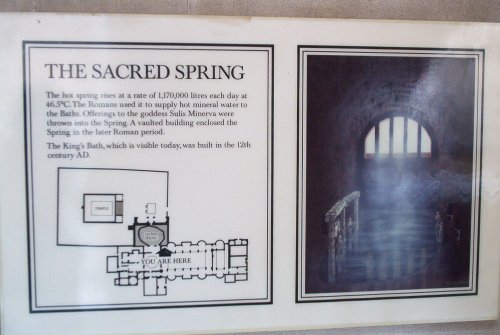 THE SACRED SPRING
The hot spring rises at a rate of 1,170,000 litres each day at
46.5°C. The Romans used it to supply hot mineral water to
the Baths. Offerings to the goddess Sulis Minerva were
thrown into the Spring. A vaulted building enclosed the
Spring in the later Roman period.
The King's Bath, which is visible today, was built in the 12th
century AD.
TEMPLE
YOU ARE HERE